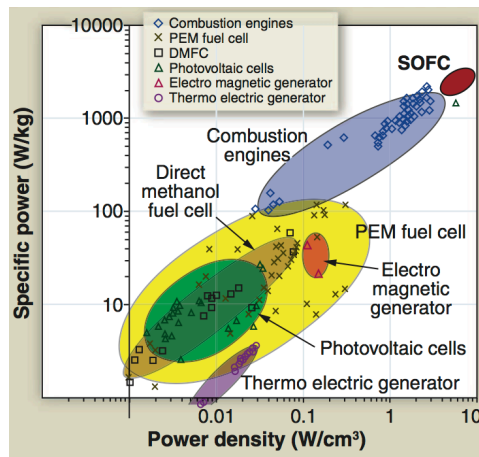 10000
1000
100
10
Specific power (W/kg)
Combustion engines
PEM fuel cell
DMFC
Photovoltaic cells
Electro magnetic generator
Thermo electric generator
SOFC
Combustion
engines
Direct
methanol
fuel cell
PEM fuel cell
Electro
magnetic
generator
Photovoltaic cells
Thermo electric generator
0.01
0.1
1
10
Power density (W/cm³)